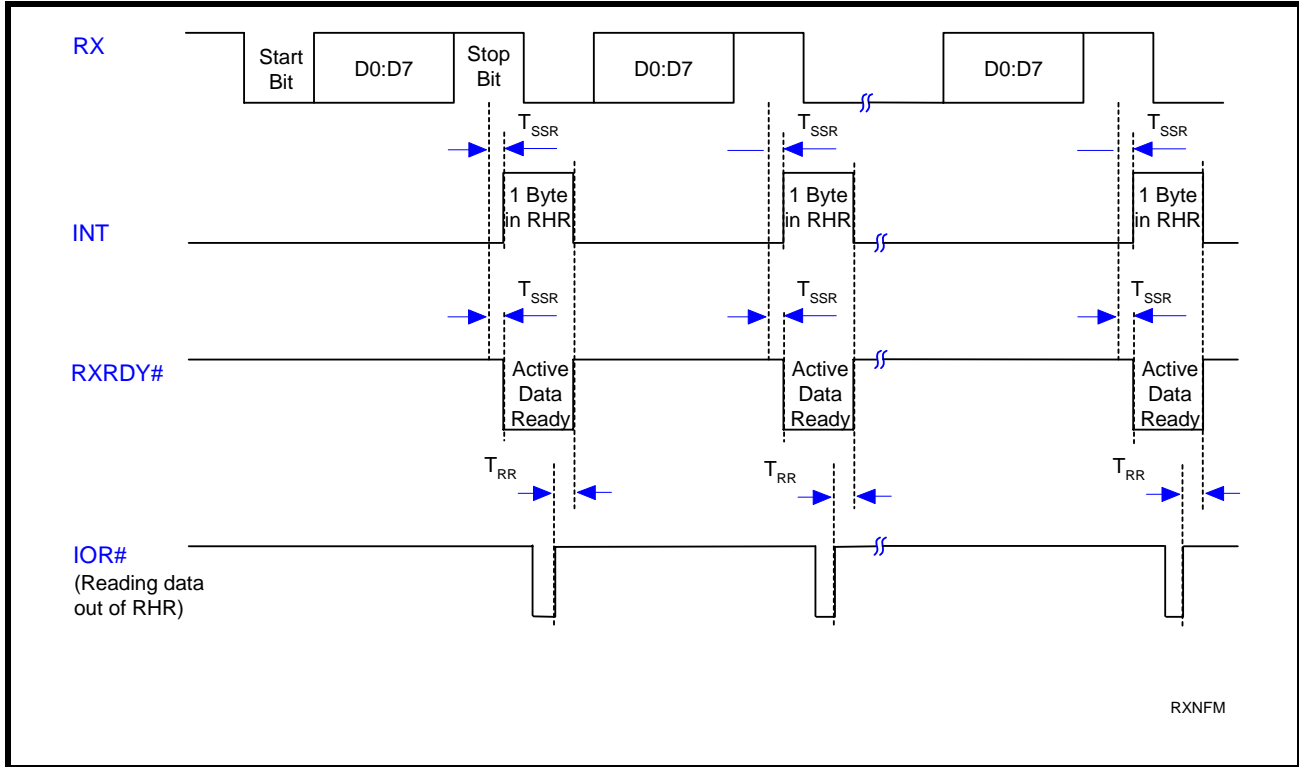 RX
Start
Bit
D0:D7
Stop
Bit
D0:D7
D0:D7
TSSR
TSSR
TSSR
INT
1 Byte
in RHR
1 Byte
in RHR
1 Byte
in RHR
TSSR
TSSR
TSSR
RXRDY#
Active
Data
Ready
Active
Data
Ready
Active
Data
Ready
TRR
TRR
TRR
IOR#
(Reading data
out of RHR)
RXNFM